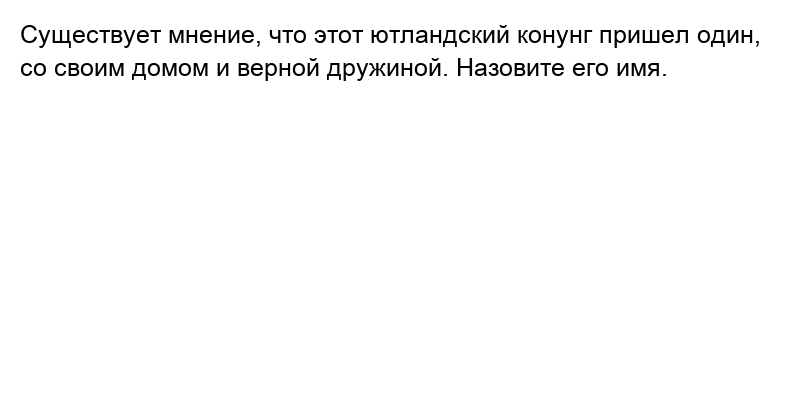 Существует мнение, что этот ютландский конунг пришел один,
со своим домом и верной дружиной. Назовите его имя.